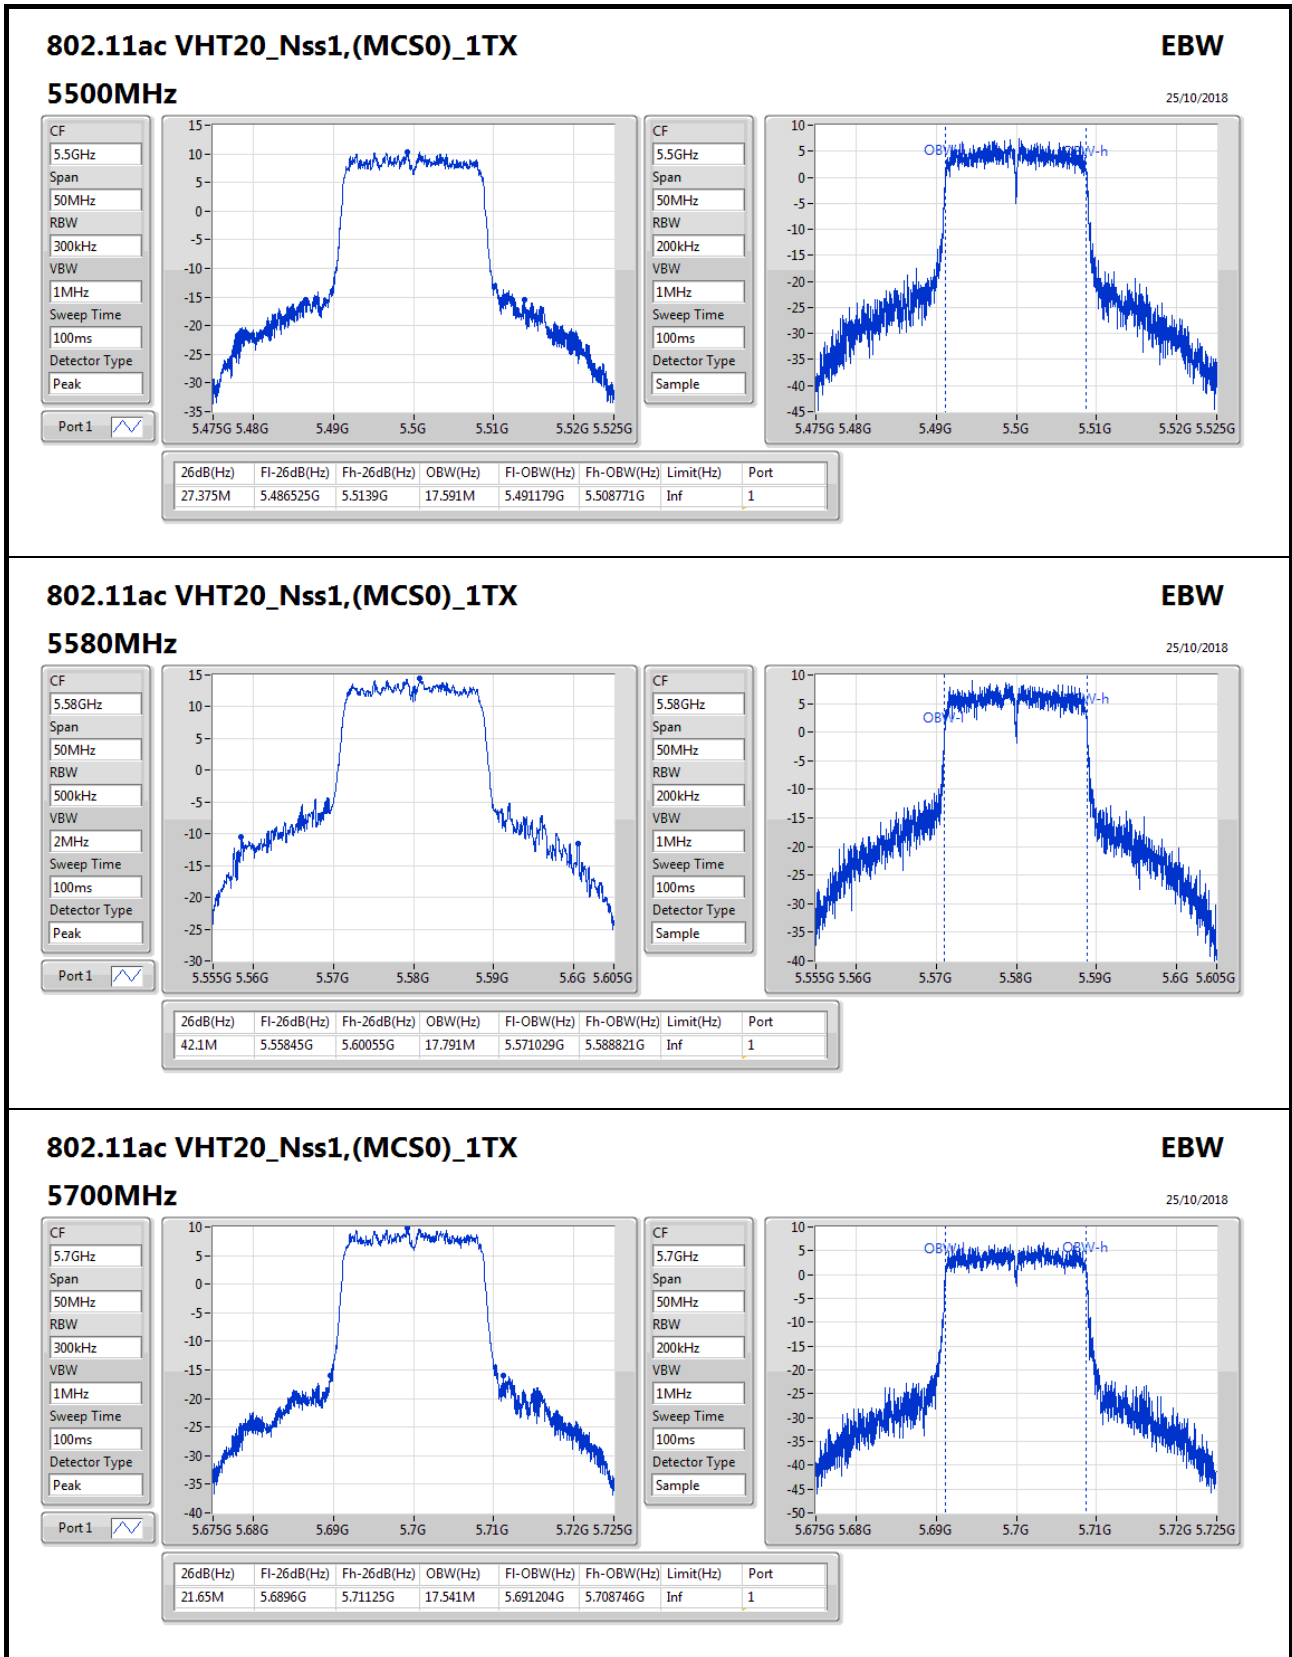 802.11ac VHT20_Nss1,(MCS0)_1TX
EBW
5500MHz
25/10/2018
CF
5.5GHz
Span
50MHz
RBW
300kHz
VBW
1MHz
Sweep Time
100ms
Detector Type
Peak
Port 1
15
10
5
0
-5
-10
-15
-20
-25
-30
-35
5.475G 5.48G 5.49G 5.5G 5.51G 5.52G 5.525G
CF
5.5GHz
Span
50MHz
RBW
200kHz
VBW
1MHz
Sweep Time
100ms
Detector Type
Sample
10
5
0
-5
-10
-15
-20
-25
-30
-35
-40
-45
OBW-l OBW-h
5.475G 5.48G 5.49G 5.5G 5.51G 5.52G 5.525G
26dB(Hz) Fl-26dB(Hz) Fh-26dB(Hz) OBW(Hz) Fl-OBW(Hz) Fh-OBW(Hz) Limit(Hz) Port
27.375M 5.486525G 5.5139G 17.591M 5.491179G 5.508771G Inf 1
802.11ac VHT20_Nss1,(MCS0)_1TX
EBW
5580MHz
25/10/2018
CF
5.58GHz
Span
50MHz
RBW
500kHz
VBW
2MHz
Sweep Time
100ms
Detector Type
Peak
Port 1
15
10
5
0
-5
-10
-15
-20
-25
-30
5.555G 5.56G 5.57G 5.58G 5.59G 5.6G 5.605G
CF
5.58GHz
Span
50MHz
RBW
200kHz
VBW
1MHz
Sweep Time
100ms
Detector Type
Sample
10
5
0
-5
-10
-15
-20
-25
-30
-35
-40
OBW-l W-h
5.555G 5.56G 5.57G 5.58G 5.59G 5.6G 5.605G
26dB(Hz) Fl-26dB(Hz) Fh-26dB(Hz) OBW(Hz) Fl-OBW(Hz) Fh-OBW(Hz) Limit(Hz) Port
42.1M 5.55845G 5.60055G 17.791M 5.571029G 5.588821G Inf 1
802.11ac VHT20_Nss1,(MCS0)_1TX
EBW
5700MHz
25/10/2018
CF
5.7GHz
Span
50MHz
RBW
300kHz
VBW
1MHz
Sweep Time
100ms
Detector Type
Peak
Port 1
10
5
0
-5
-10
-15
-20
-25
-30
-35
-40
5.675G 5.68G 5.69G 5.7G 5.71G 5.72G 5.725G
CF
5.7GHz
Span
50MHz
RBW
200kHz
VBW
1MHz
Sweep Time
100ms
Detector Type
Sample
10
5
0
-5
-10
-15
-20
-25
-30
-35
-40
-45
-50
OBW-l OBW-h
5.675G 5.68G 5.69G 5.7G 5.71G 5.72G 5.725G
26dB(Hz) Fl-26dB(Hz) Fh-26dB(Hz) OBW(Hz) Fl-OBW(Hz) Fh-OBW(Hz) Limit(Hz) Port
21.65M 5.6896G 5.71125G 17.541M 5.691204G 5.708746G Inf 1